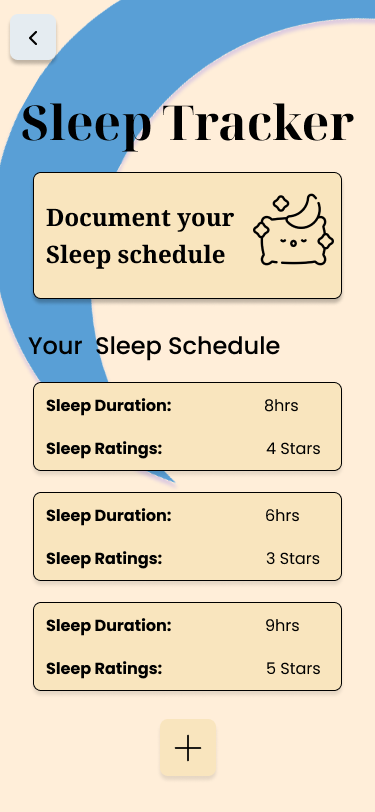 Sleep Tracker
Document your
Sleep schedule
Your Sleep Schedule
Sleep Duration: 8hrs
Sleep Ratings: 4 Stars
Sleep Duration: 6hrs
Sleep Ratings: 3 Stars
Sleep Duration: 9hrs
Sleep Ratings: 5 Stars